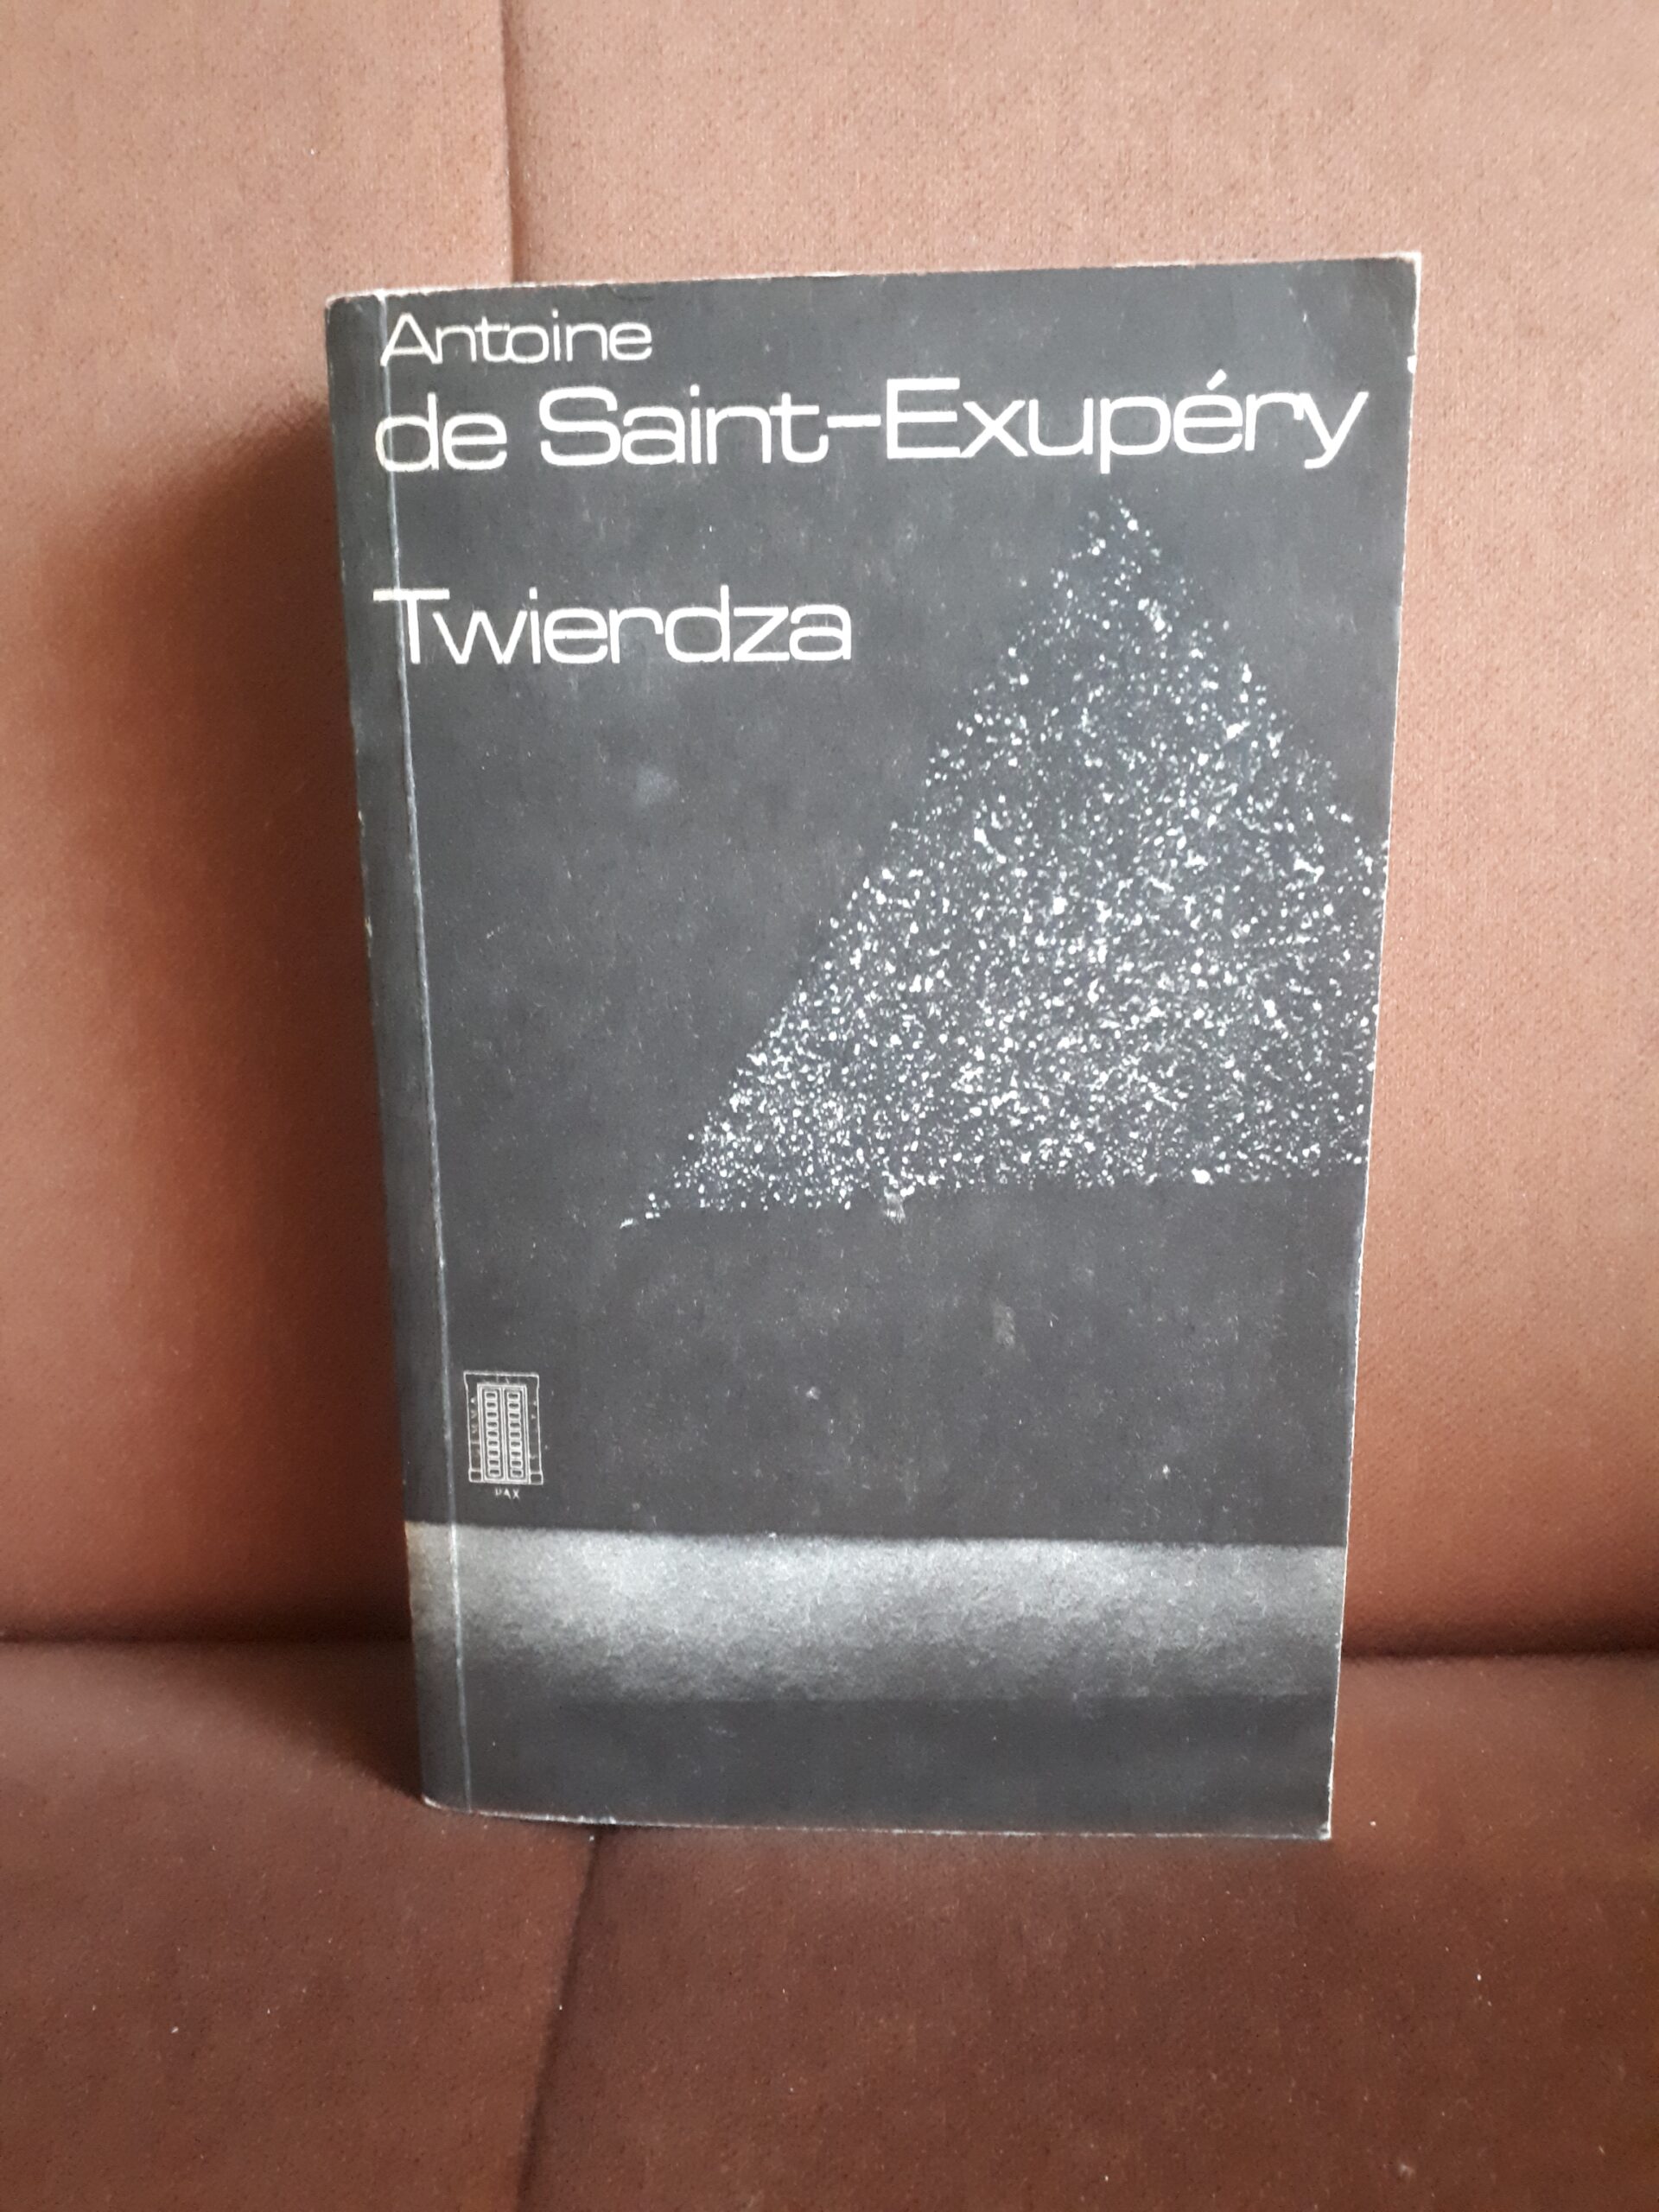 Antoine
de Saint-Exupéry
Twierdza
PAX